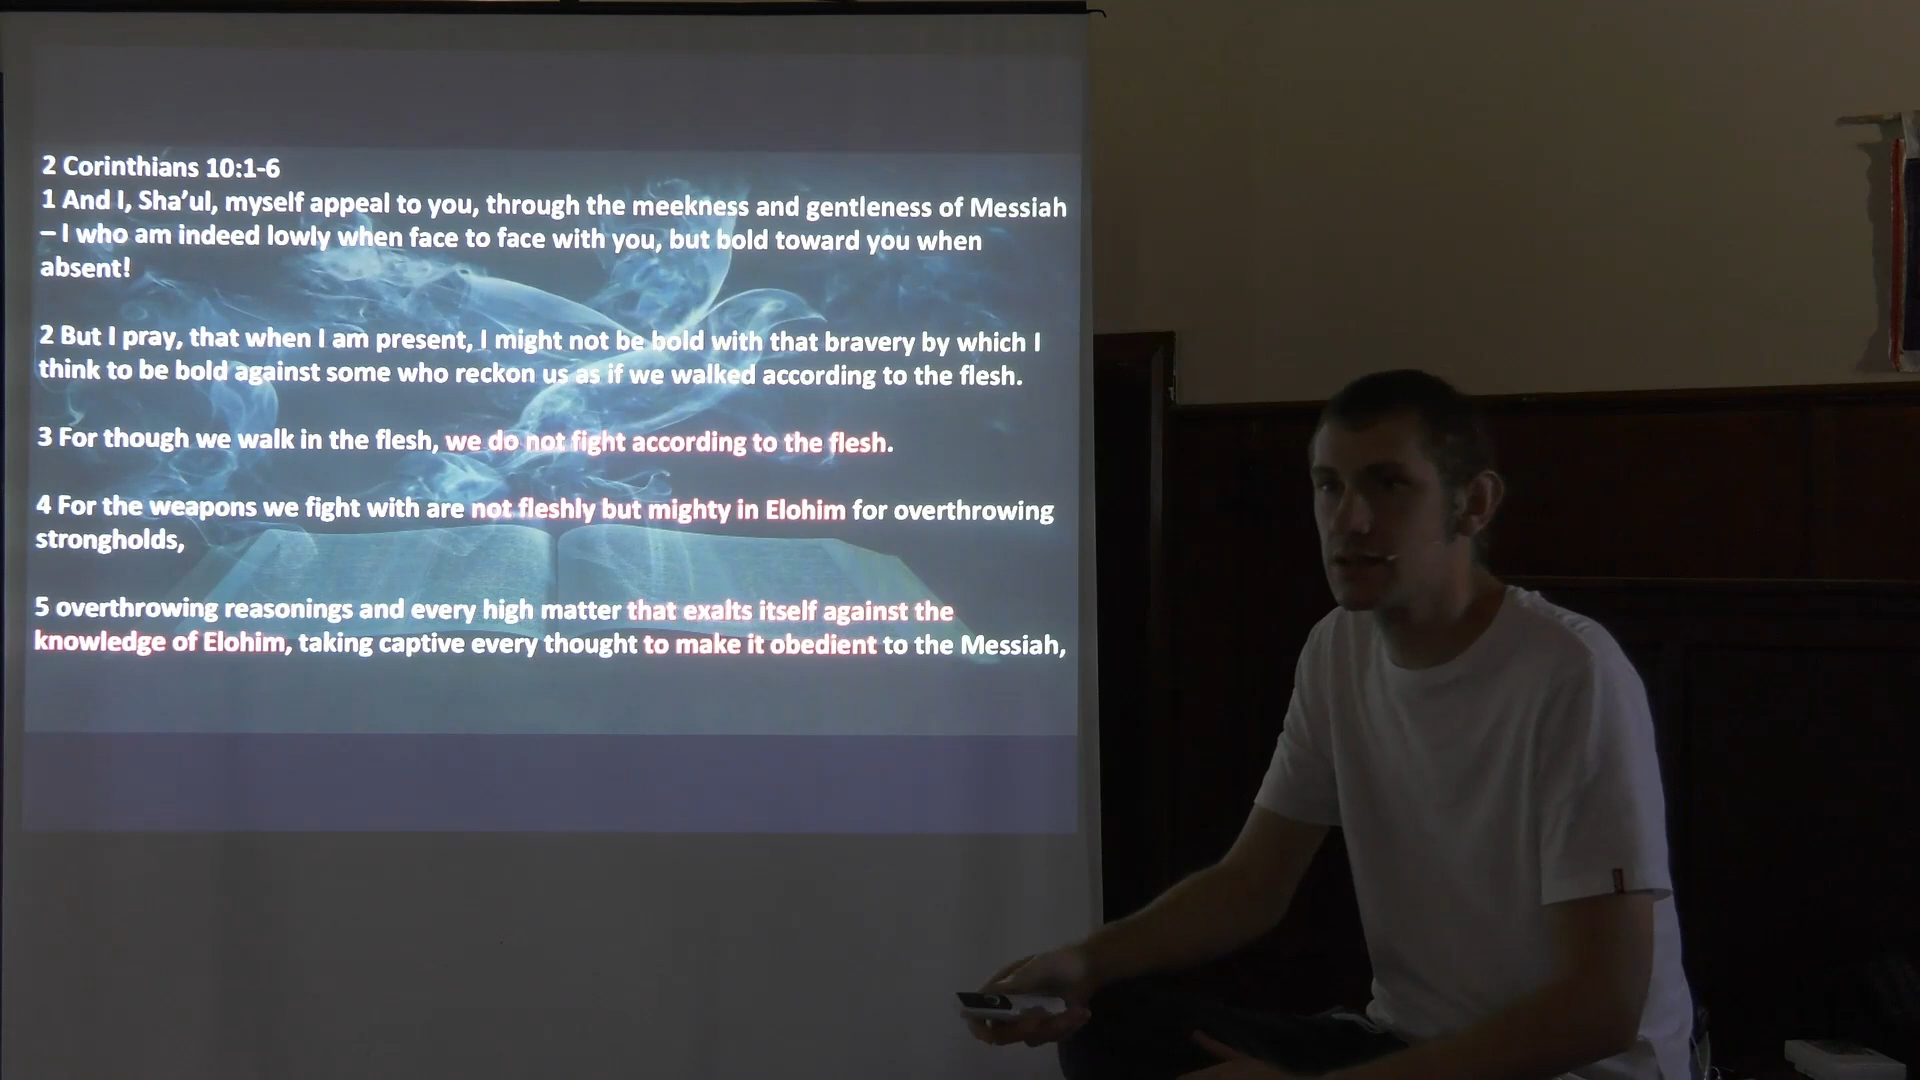 2 Corinthians 10:1-6
1 And I, Sha’ul, myself appeal to you, through the meekness and gentleness of Messiah
– I who am indeed lowly when face to face with you, but bold toward you when
absent!
2 But I pray, that when I am present, I might not be bold with that bravery by which I
think to be bold against some who reckon us as if we walked according to the flesh.
3 For though we walk in the flesh, we do not fight according to the flesh.
4 For the weapons we fight with are not fleshly but mighty in Elohim for overthrowing
strongholds,
5 overthrowing reasonings and every high matter that exalts itself against the
knowledge of Elohim, taking captive every thought to make it obedient to the Messiah,